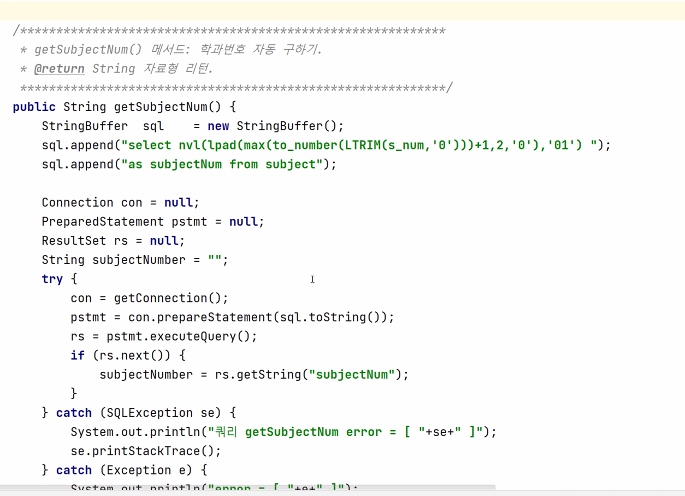 /***********************************************************
* getSubjectNum() 메서드: 학과번호 자동 구하기.
* @return String 자료형 리턴.
***********************************************************/
public String getSubjectNum() {
StringBuffer sql = new StringBuffer();
sql.append("select nvl(lpad(max(to_number(LTRIM(s_num,'0')))+1,2,'0'),'01') ");
sql.append("as subjectNum from subject");
Connection con = null;
PreparedStatement pstmt = null;
ResultSet rs = null;
String subjectNumber = "";
try {
con = getConnection();
pstmt = con.prepareStatement(sql.toString());
rs = pstmt.executeQuery();
if (rs.next()) {
subjectNumber = rs.getString("subjectNum");
}
} catch (SQLException se) {
System.out.println("쿼리 getSubjectNum error = [ "+se+" ]");
se.printStackTrace();
} catch (Exception e) {
System.out.println("error = [ "+e+" ]");